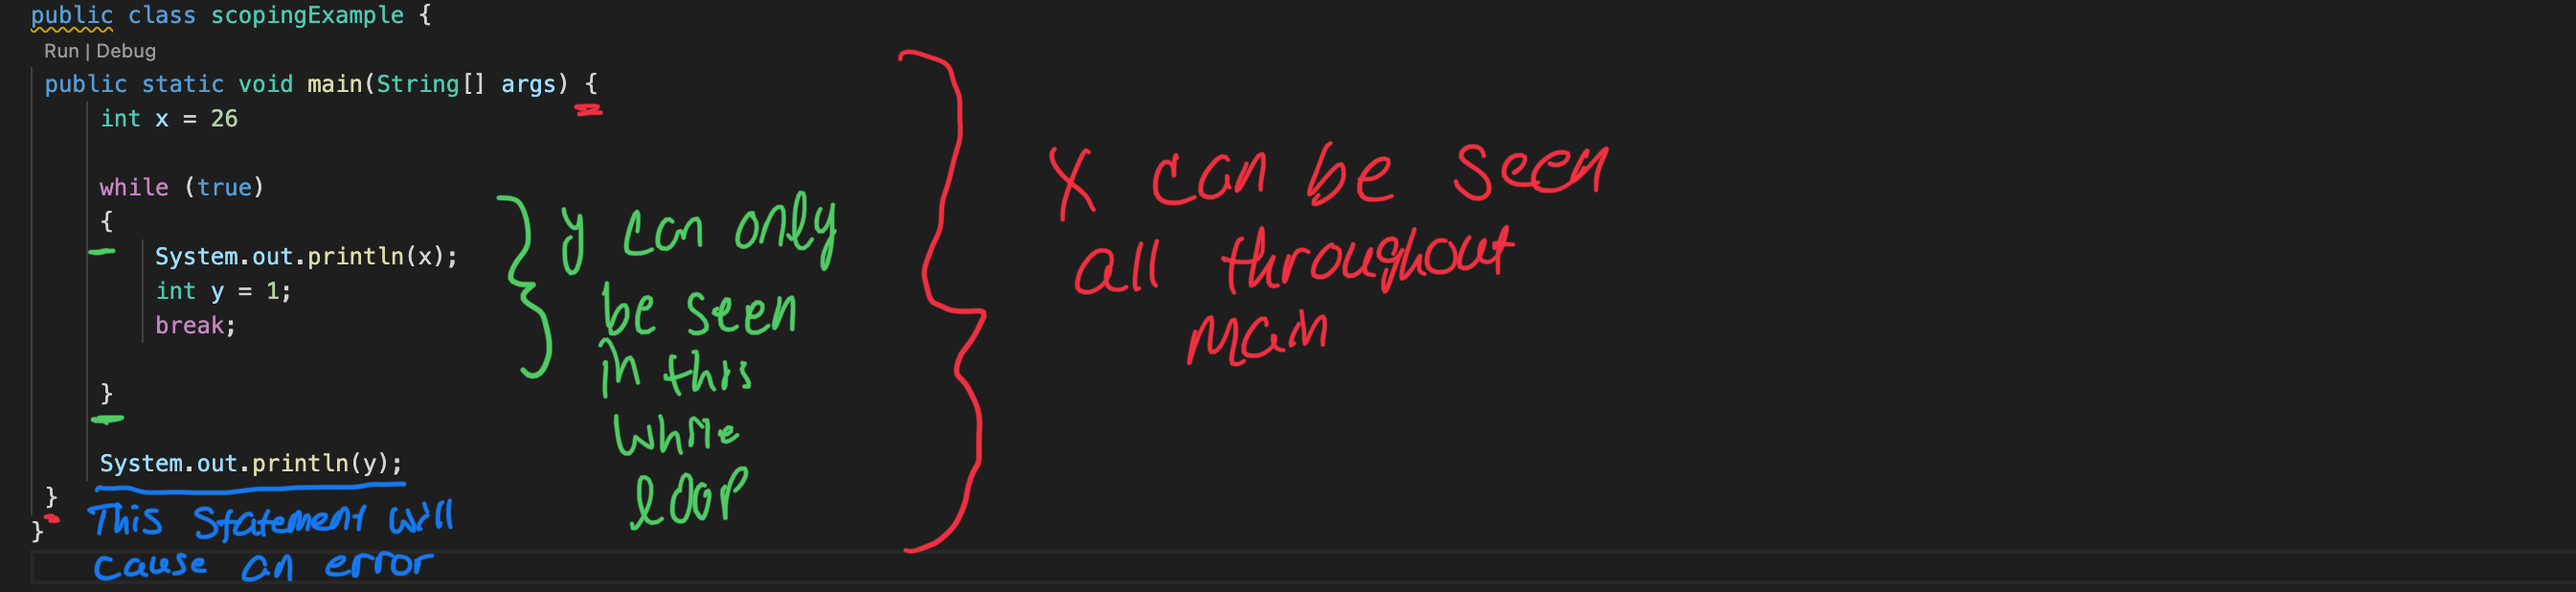 public class scopingExample {
Run | Debug
public static void main(String[] args) {
int x = 26
while (true)
{
System.out.println(x);
int y = 1;
break;
}
System.out.println(y);
}
}
This statement will
cause an error
y can only
be seen
in this
while
loop
X can be seen
all throughout
main